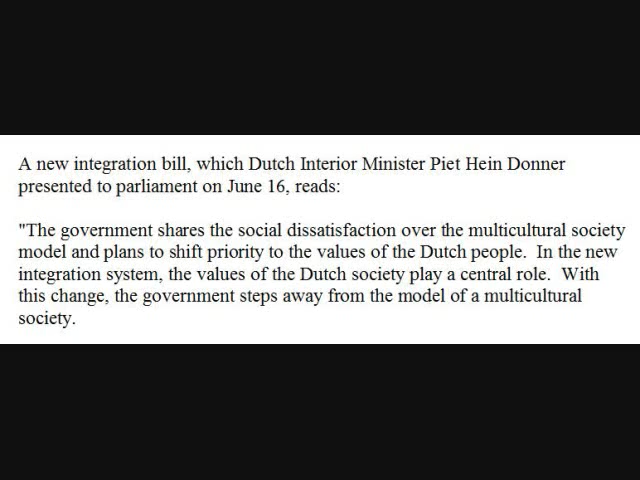 A new integration bill, which Dutch Interior Minister Piet Hein Donner
presented to parliament on June 16, reads:
"The government shares the social dissatisfaction over the multicultural society
model and plans to shift priority to the values of the Dutch people.  In the new
integration system, the values of the Dutch society play a central role.  With
this change, the government steps away from the model of a multicultural
society.